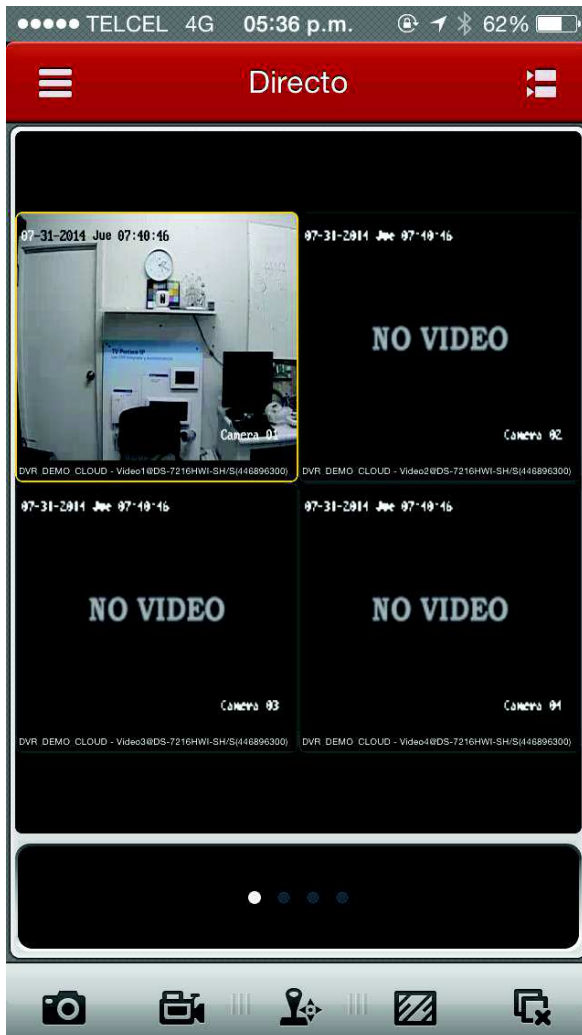 TELCEL 4G 05:36 p.m. 62%
Directo
07-31-2014 Jue 07:40:46
Camera 01
DVR DEMO CLOUD - Video1@DS-7216HWI-SH/S(446896300)
07-31-2014 Jue 07:40:46
NO VIDEO
Camera 02
DVR DEMO CLOUD - Video2@DS-7216HWI-SH/S(446896300)
07-31-2014 Jue 07:40:46
NO VIDEO
Camera 03
DVR DEMO CLOUD - Video3@DS-7216HWI-SH/S(446896300)
07-31-2014 Jue 07:40:46
NO VIDEO
Camera 04
DVR DEMO CLOUD - Video4@DS-7216HWI-SH/S(446896300)